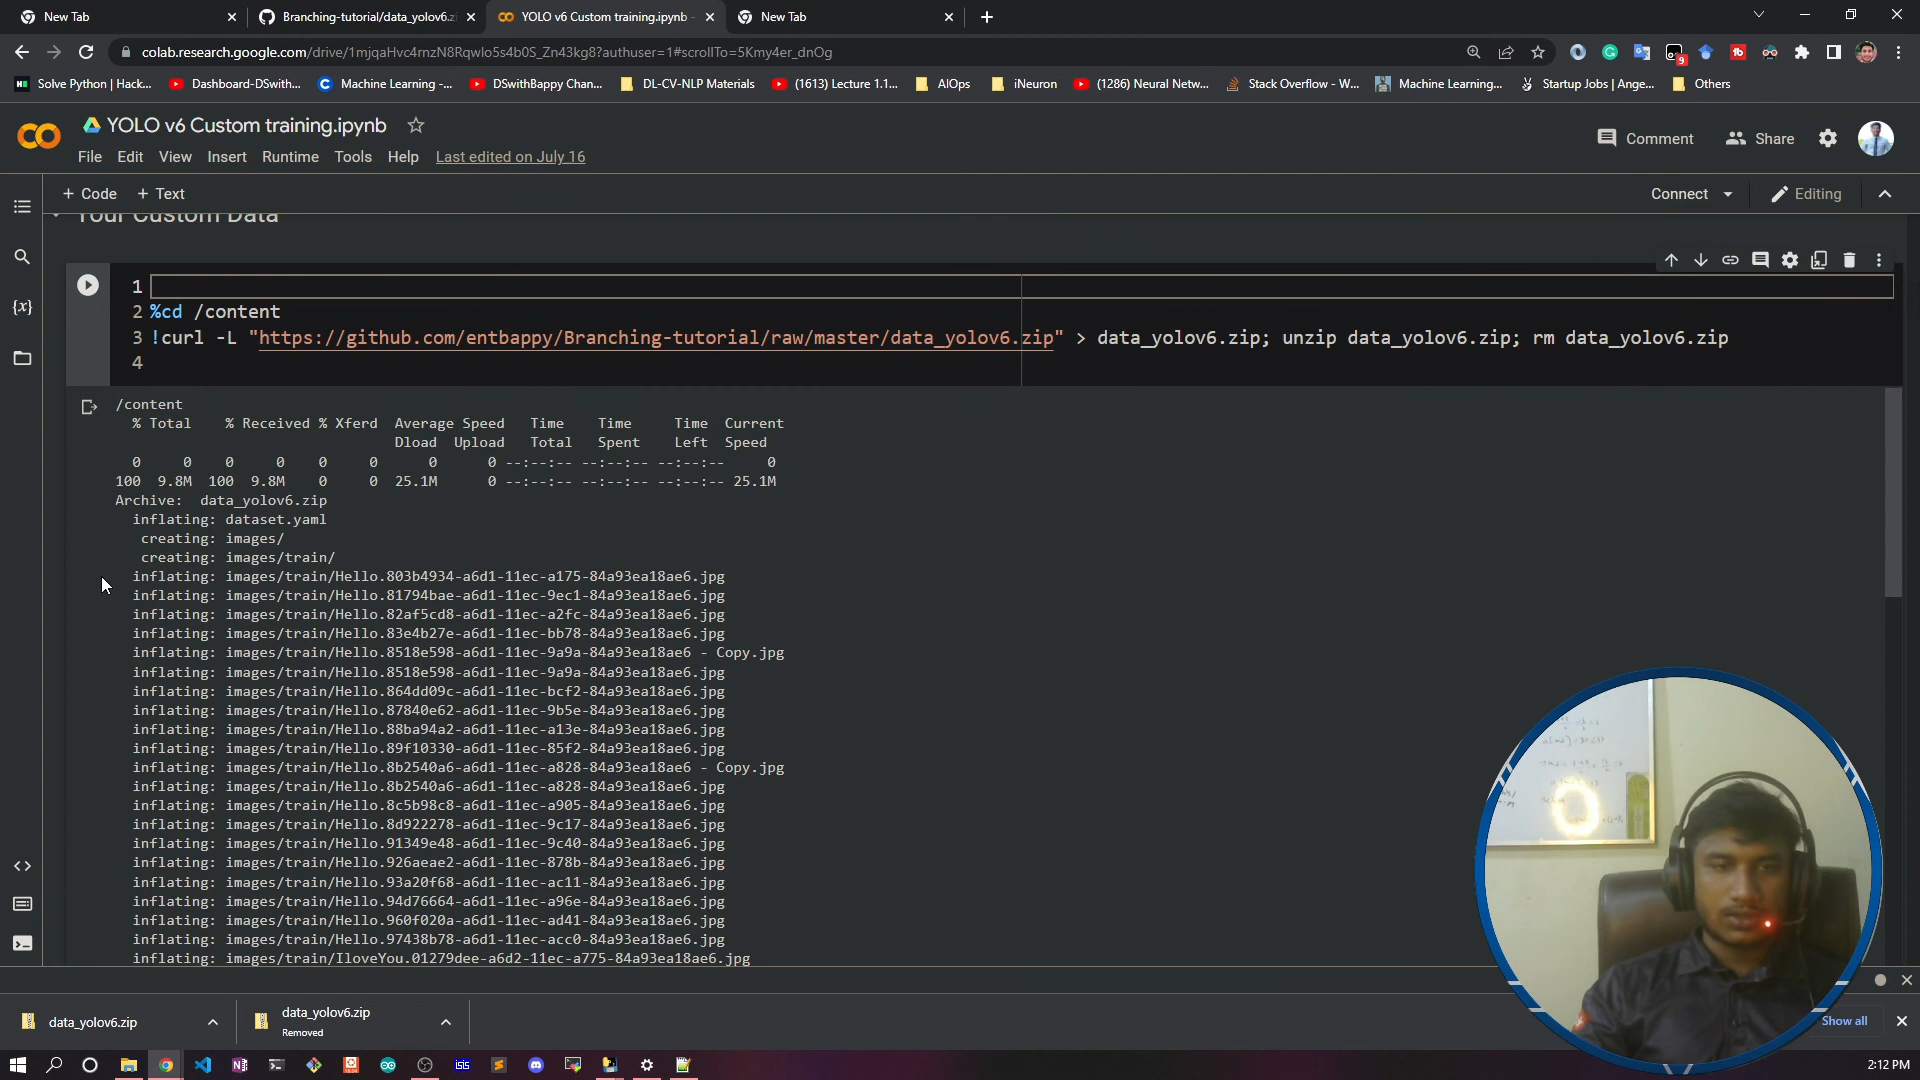 New Tab
Branching-tutorial/data_yolov6.z
YOLO v6 Custom training.ipynb -
New Tab
colab.research.google.com/drive/1mjqaHvc4rnzN8Rqwlo5s4b0S_Zn43kg8?authuser=1#scrollTo=5Kmy4er_dnOg
9
Solve Python | Hack...
Dashboard-DSwith...
Machine Learning -...
DSwithBappy Chan...
DL-CV-NLP Materials
(1613) Lecture 1.1...
AIOps
iNeuron
(1286) Neural Netw...
Stack Overflow - W...
Machine Learning...
Startup Jobs | Ange...
Others
YOLO v6 Custom training.ipynb
Comment
Share
File Edit View Insert Runtime Tools Help Last edited on July 16
+ Code + Text
Connect
Editing
Your Custom Data
1
2 %cd /content
3 !curl -L "https://github.com/entbappy/Branching-tutorial/raw/master/data_yolov6.zip" > data_yolov6.zip; unzip data_yolov6.zip; rm data_yolov6.zip
4
/content
% Total % Received % Xferd Average Speed Time Time Time Current
Dload Upload Total Spent Left Speed
0 0 0 0 0 0 0 0 --:--:-- --:--:-- --:--:-- 0
100 9.8M 100 9.8M 0 0 25.1M 0 --:--:-- --:--:-- --:--:-- 25.1M
Archive: data_yolov6.zip
inflating: dataset.yaml
creating: images/
creating: images/train/
inflating: images/train/Hello.803b4934-a6d1-11ec-a175-84a93ea18ae6.jpg
inflating: images/train/Hello.81794bae-a6d1-11ec-9ec1-84a93ea18ae6.jpg
inflating: images/train/Hello.82af5cd8-a6d1-11ec-a2fc-84a93ea18ae6.jpg
inflating: images/train/Hello.83e4b27e-a6d1-11ec-bb78-84a93ea18ae6.jpg
inflating: images/train/Hello.8518e598-a6d1-11ec-9a9a-84a93ea18ae6 - Copy.jpg
inflating: images/train/Hello.8518e598-a6d1-11ec-9a9a-84a93ea18ae6.jpg
inflating: images/train/Hello.864dd09c-a6d1-11ec-bcf2-84a93ea18ae6.jpg
inflating: images/train/Hello.87840e62-a6d1-11ec-9b5e-84a93ea18ae6.jpg
inflating: images/train/Hello.88ba94a2-a6d1-11ec-a13e-84a93ea18ae6.jpg
inflating: images/train/Hello.89f10330-a6d1-11ec-85f2-84a93ea18ae6.jpg
inflating: images/train/Hello.8b2540a6-a6d1-11ec-a828-84a93ea18ae6 - Copy.jpg
inflating: images/train/Hello.8b2540a6-a6d1-11ec-a828-84a93ea18ae6.jpg
inflating: images/train/Hello.8c5b98c8-a6d1-11ec-a905-84a93ea18ae6.jpg
inflating: images/train/Hello.8d922278-a6d1-11ec-9c17-84a93ea18ae6.jpg
inflating: images/train/Hello.91349e48-a6d1-11ec-9c40-84a93ea18ae6.jpg
inflating: images/train/Hello.926aeae2-a6d1-11ec-878b-84a93ea18ae6.jpg
inflating: images/train/Hello.93a20f68-a6d1-11ec-ac11-84a93ea18ae6.jpg
inflating: images/train/Hello.94d76664-a6d1-11ec-a96e-84a93ea18ae6.jpg
inflating: images/train/Hello.960f020a-a6d1-11ec-ad41-84a93ea18ae6.jpg
inflating: images/train/Hello.97438b78-a6d1-11ec-acc0-84a93ea18ae6.jpg
inflating: images/train/IloveYou.01279dee-a6d2-11ec-a775-84a93ea18ae6.jpg
data_yolov6.zip
data_yolov6.zip
Removed
Show all
2:12 PM